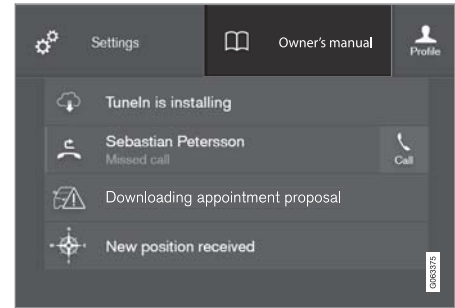 Settings
Owner's manual
Profile
TuneIn is installing
Sebastian Petersson
Missed call
Call
Downloading appointment proposal
New position received
G063375